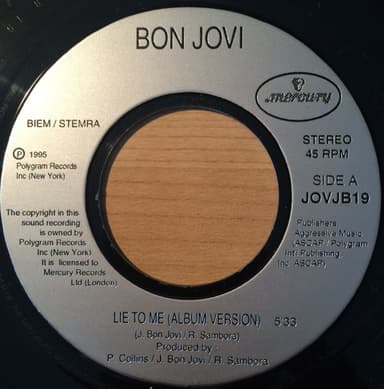 BON JOVI
Mercury
BIEM / STEMRA
STEREO
45 RPM
SIDE A
JOVJB19
℗ 1995
Polygram Records
Inc (New York)
The copyright in this
sound recording
is owned by
Polygram Records
Inc (New York)
It is licensed to
Mercury Records
Ltd (London)
Publishers
Aggressive Music
(ASCAP / Polygram
Intl Publishing
Inc. ASCAP)
LIE TO ME (ALBUM VERSION) 5:33
(J. Bon Jovi / R. Sambora)
Produced by :-
P. Collins / J. Bon Jovi / R. Sambora